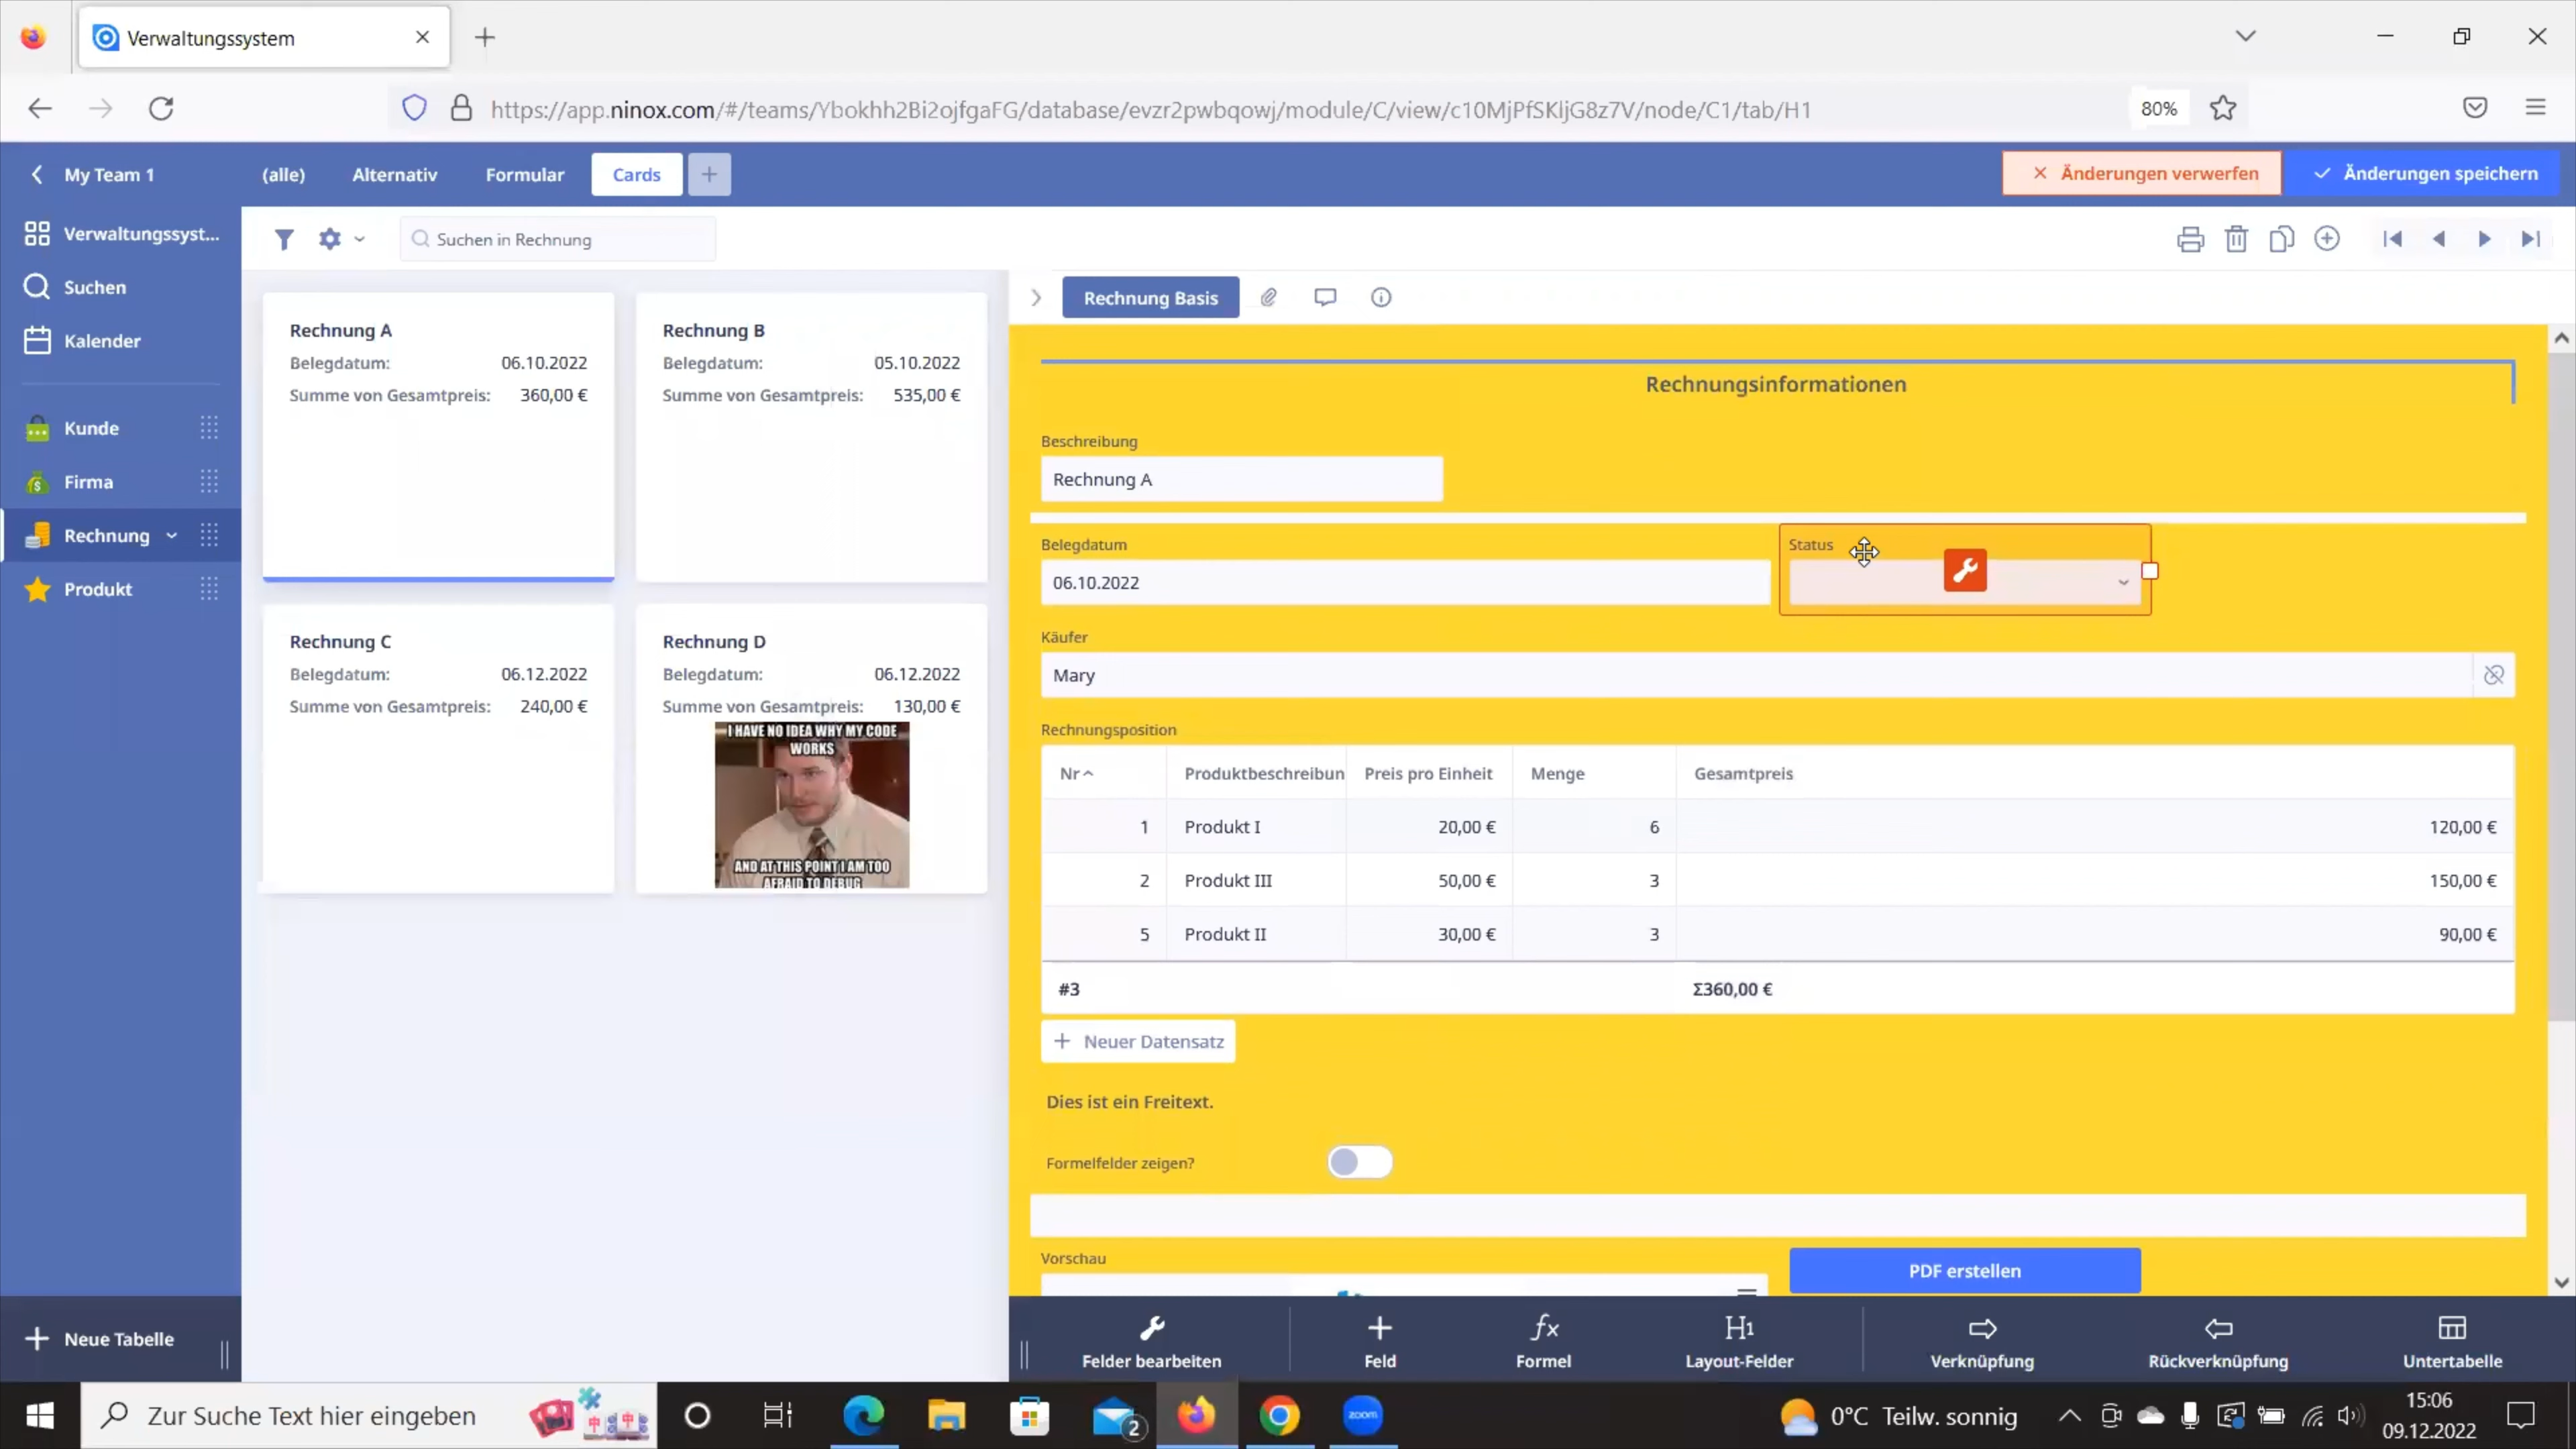 Verwaltungssystem
https://app.ninox.com/#/teams/Ybokhh2Bi2ojfgaFG/database/evzr2pwbqowj/module/C/view/c10MjPfSKljG8z7V/node/C1/tab/H1
80%
My Team 1
(alle)
Alternativ
Formular
Cards
Änderungen verwerfen
Änderungen speichern
Verwaltungssyst...
Suchen
Kalender
Kunde
Firma
Rechnung
Produkt
Neue Tabelle
Suchen in Rechnung
Rechnung A
Belegdatum: 06.10.2022
Summe von Gesamtpreis: 360,00 €
Rechnung B
Belegdatum: 05.10.2022
Summe von Gesamtpreis: 535,00 €
Rechnung C
Belegdatum: 06.12.2022
Summe von Gesamtpreis: 240,00 €
Rechnung D
Belegdatum: 06.12.2022
Summe von Gesamtpreis: 130,00 €
I HAVE NO IDEA WHY MY CODE
WORKS
AND AT THIS POINT I AM TOO
AFRAID TO DEBUG
Rechnung Basis
Rechnungsinformationen
Beschreibung
Rechnung A
Belegdatum
06.10.2022
Status
Käufer
Mary
Rechnungsposition
Nr Produktbeschreibun Preis pro Einheit Menge Gesamtpreis
1 Produkt I 20,00 € 6 120,00 €
2 Produkt III 50,00 € 3 150,00 €
5 Produkt II 30,00 € 3 90,00 €
#3 Σ360,00 €
Neuer Datensatz
Dies ist ein Freitext.
Formelfelder zeigen?
Vorschau
PDF erstellen
Felder bearbeiten
Feld
fx
Formel
H1
Layout-Felder
Verknüpfung
Rückverknüpfung
Untertabelle
Zur Suche Text hier eingeben
2
zoom
0°C Teilw. sonnig
15:06
09.12.2022